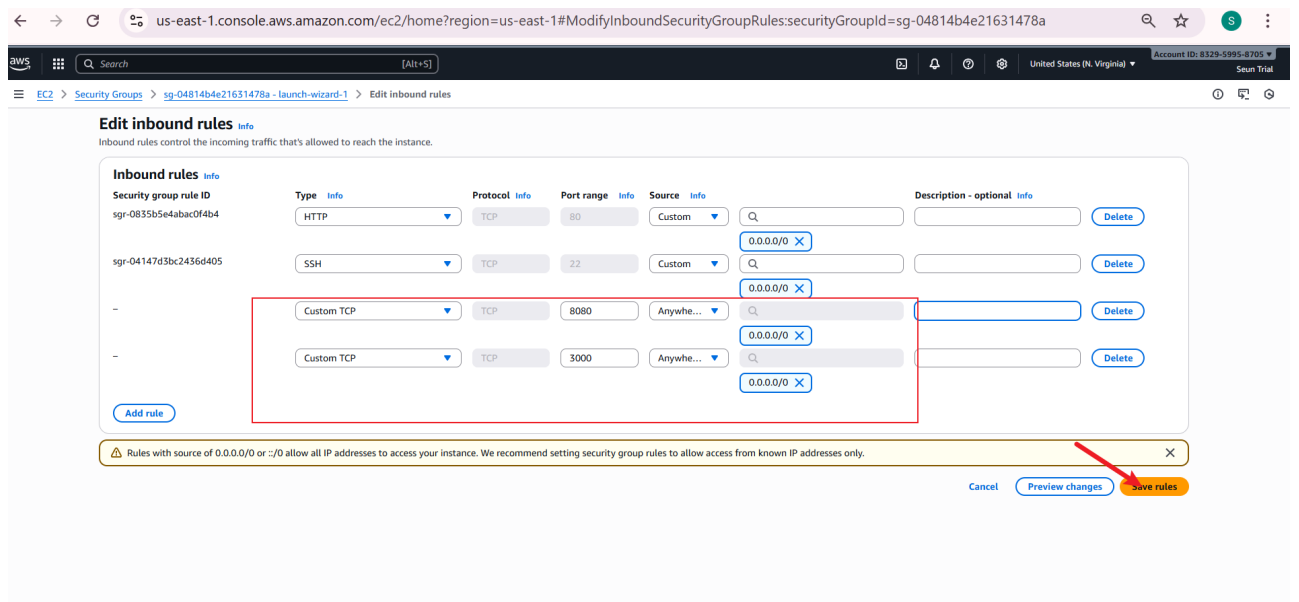 us-east-1.console.aws.amazon.com/ec2/home?region=us-east-1#ModifyInboundSecurityGroupRules:securityGroupId=sg-04814b4e21631478a
S
aws
Search
[Alt+S]
United States (N. Virginia)
Account ID: 8329-5995-8705
Seun Trial
EC2 > Security Groups > sg-04814b4e21631478a - launch-wizard-1 > Edit inbound rules
Edit inbound rules Info
Inbound rules control the incoming traffic that's allowed to reach the instance.
Inbound rules Info
Security group rule ID Type Info Protocol Info Port range Info Source Info Description - optional Info
sgr-0835b5e4abac0f4b4 HTTP TCP 80 Custom Delete
0.0.0.0/0
sgr-04147d3bc2436d405 SSH TCP 22 Custom Delete
0.0.0.0/0
– Custom TCP TCP 8080 Anywhe... Delete
0.0.0.0/0
– Custom TCP TCP 3000 Anywhe... Delete
0.0.0.0/0
Add rule
Rules with source of 0.0.0.0/0 or ::/0 allow all IP addresses to access your instance. We recommend setting security group rules to allow access from known IP addresses only.
Cancel Preview changes Save rules